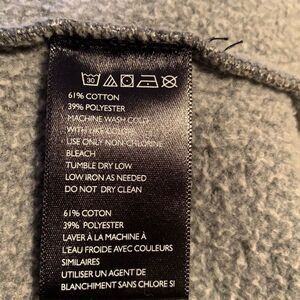 30
61% COTTON
39% POLYESTER
MACHINE WASH COLD
WITH LIKE COLORS
USE ONLY NON-CHLORINE
BLEACH
TUMBLE DRY LOW
LOW IRON AS NEEDED
DO NOT DRY CLEAN
61% COTTON
39% POLYESTER
LAVER À LA MACHINE À
L'EAU FROIDE AVEC COULEURS
SIMILAIRES
UTILISER UN AGENT DE
BLANCHIMENT SANS CHLORE SI